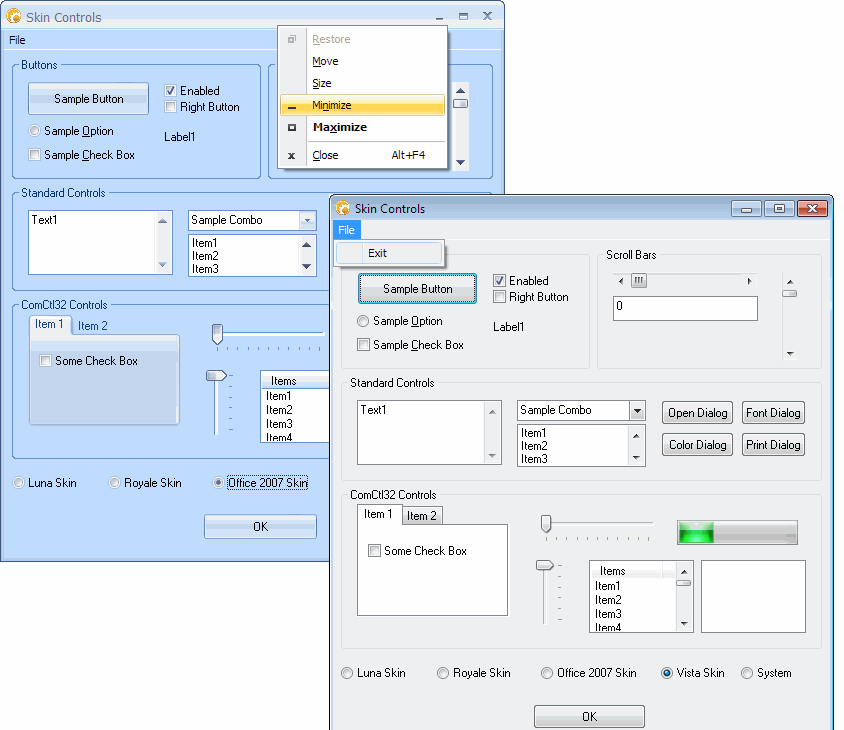 Skin Controls
File
Restore
Move
Size
Minimize
Maximize
Close Alt+F4
Buttons
Sample Button
Enabled
Right Button
Sample Option
Label1
Sample Check Box
Standard Controls
Text1
Sample Combo
Item1
Item2
Item3
ComCtl32 Controls
Item 1 Item 2
Some Check Box
Items
Item1
Item2
Item3
Item4
Luna Skin Royale Skin Office 2007 Skin
OK
Skin Controls
File
Exit
Sample Button
Enabled
Right Button
Sample Option
Label1
Sample Check Box
Scroll Bars
0
Standard Controls
Text1
Sample Combo
Item1
Item2
Item3
Open Dialog Font Dialog
Color Dialog Print Dialog
ComCtl32 Controls
Item 1 Item 2
Some Check Box
Items
Item1
Item2
Item3
Item4
Luna Skin Royale Skin Office 2007 Skin Vista Skin System
OK